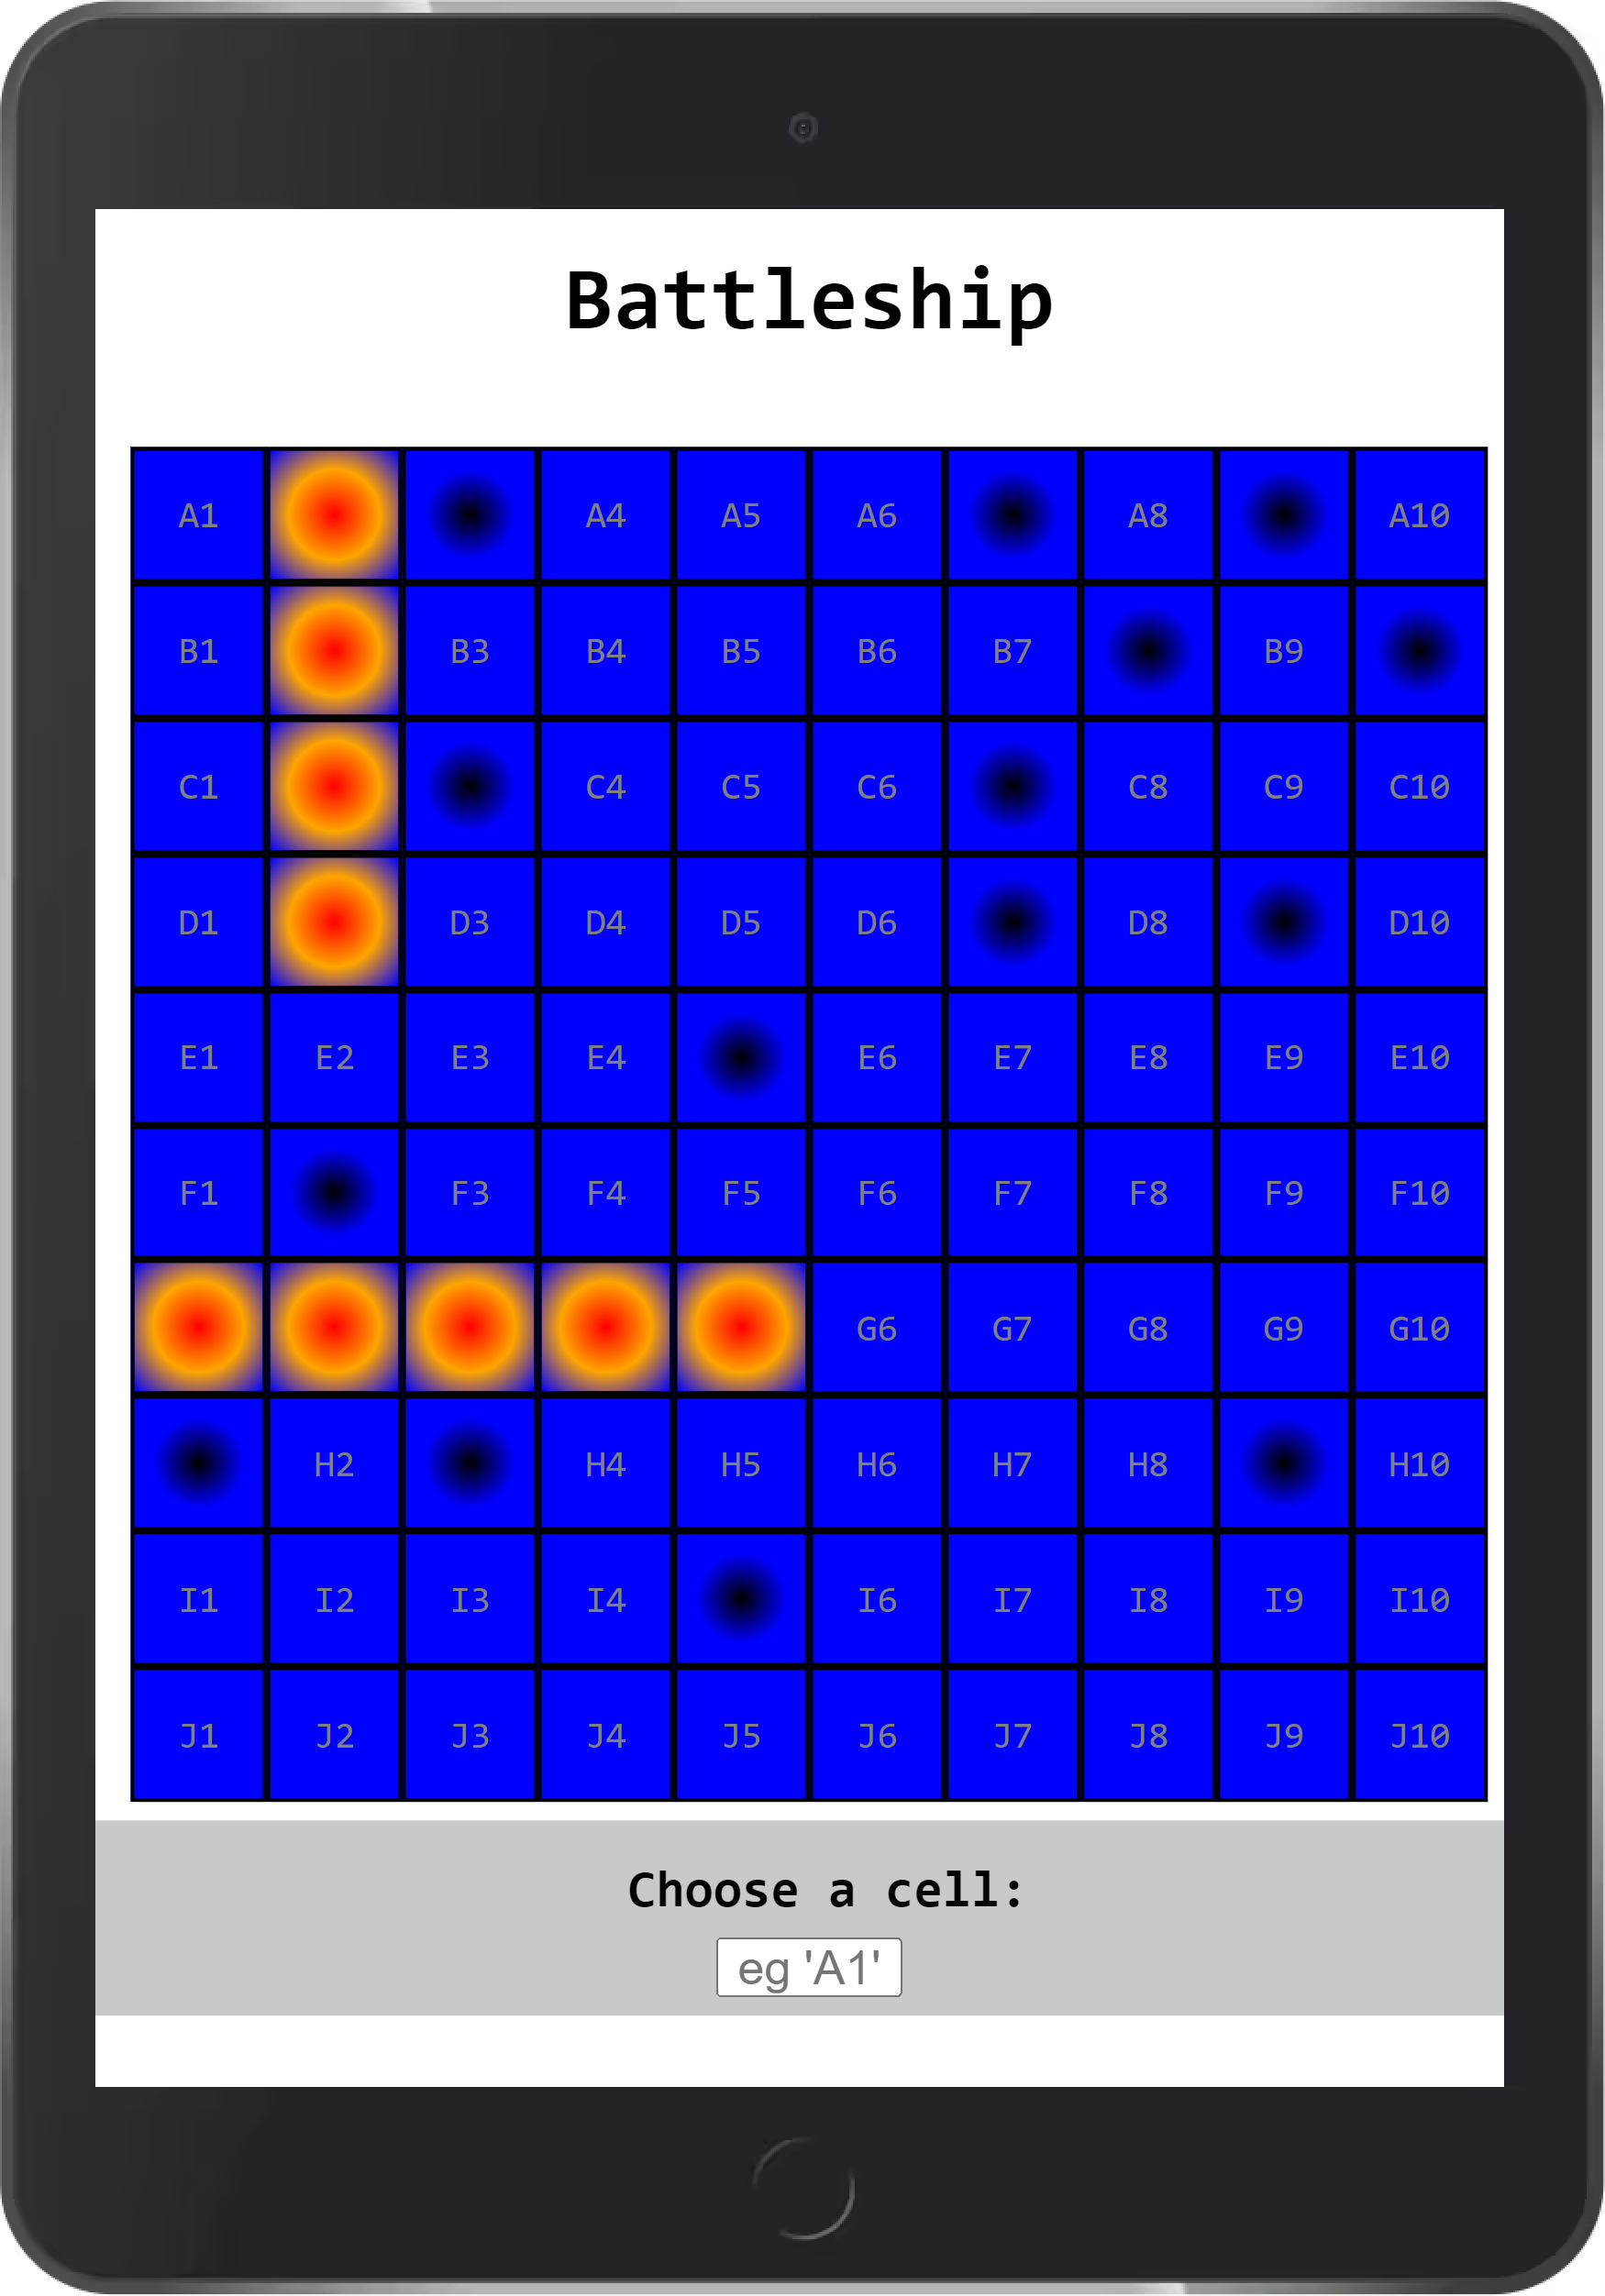 Battleship
A1 A4 A5 A6 A8 A10
B1 B3 B4 B5 B6 B7 B9
C1 C4 C5 C6 C8 C9 C10
D1 D3 D4 D5 D6 D8 D10
E1 E2 E3 E4 E6 E7 E8 E9 E10
F1 F3 F4 F5 F6 F7 F8 F9 F10
G6 G7 G8 G9 G10
H2 H4 H5 H6 H7 H8 H10
I1 I2 I3 I4 I6 I7 I8 I9 I10
J1 J2 J3 J4 J5 J6 J7 J8 J9 J10
Choose a cell:
eg 'A1'